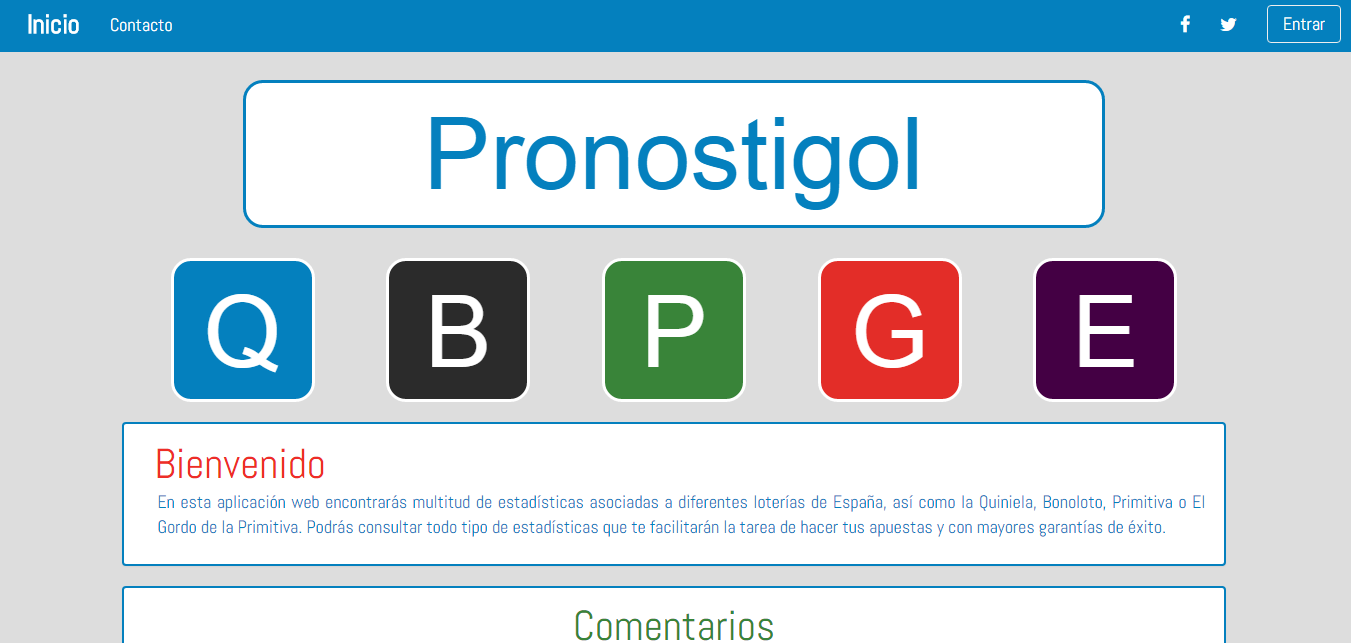 Inicio Contacto Entrar
Pronostigol
Q B P G E
Bienvenido
En esta aplicación web encontrarás multitud de estadísticas asociadas a diferentes loterías de España, así como la Quiniela, Bonoloto, Primitiva o El
Gordo de la Primitiva. Podrás consultar todo tipo de estadísticas que te facilitarán la tarea de hacer tus apuestas y con mayores garantías de éxito.
Comentarios